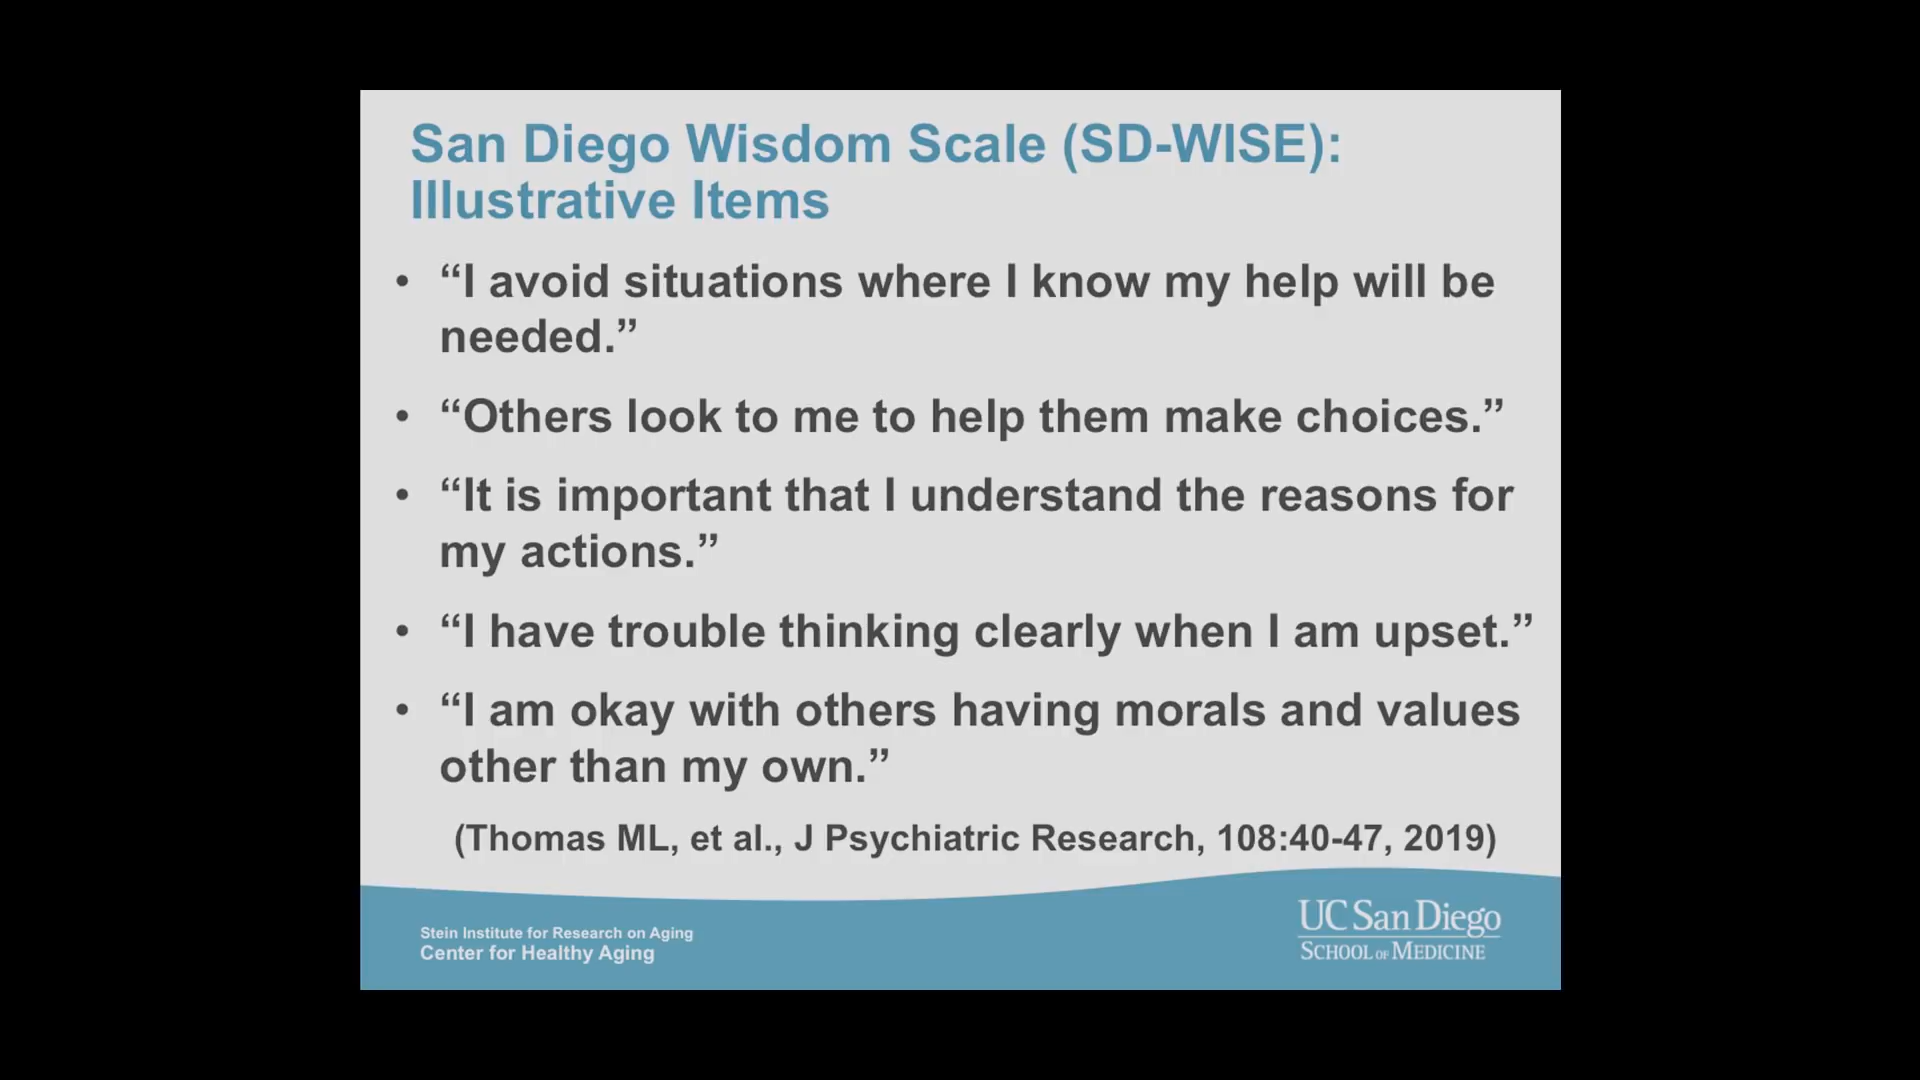 San Diego Wisdom Scale (SD-WISE):
Illustrative Items
• “I avoid situations where I know my help will be
needed.”
• “Others look to me to help them make choices.”
• “It is important that I understand the reasons for
my actions.”
• “I have trouble thinking clearly when I am upset.”
• “I am okay with others having morals and values
other than my own.”
(Thomas ML, et al., J Psychiatric Research, 108:40-47, 2019)
Stein Institute for Research on Aging
Center for Healthy Aging
UC San Diego
SCHOOL OF MEDICINE